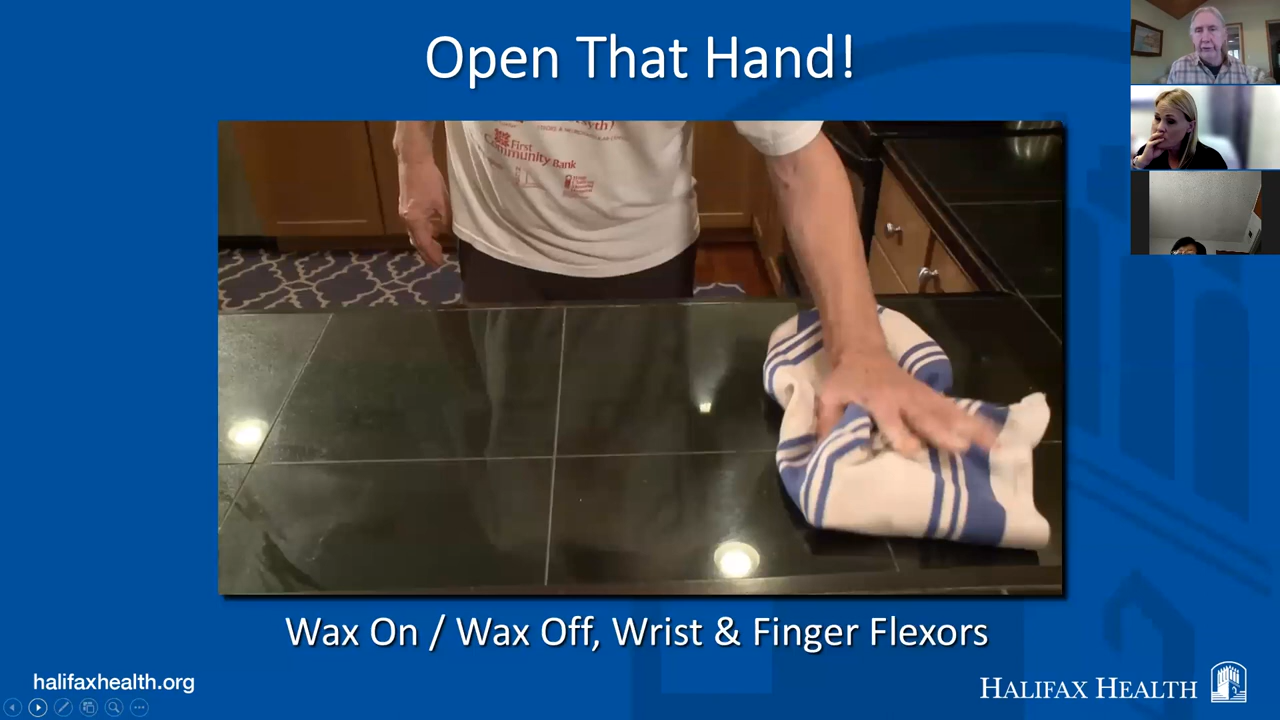 Open That Hand!
First
Community Bank
Wax On / Wax Off, Wrist & Finger Flexors
halifaxhealth.org
HALIFAX HEALTH